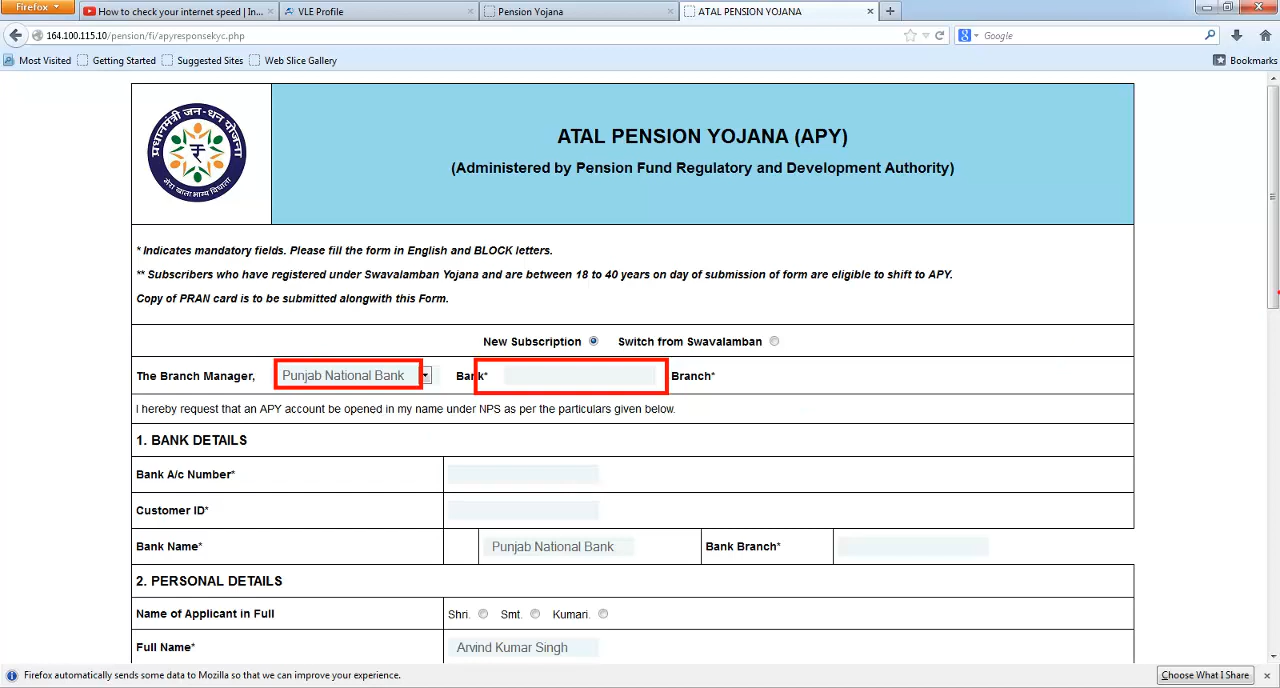 Firefox
How to check your internet speed | In...
VLE Profile
Pension Yojana
ATAL PENSION YOJANA
164.100.115.10/pension/fi/apyresponsekyc.php
Google
Most Visited
Getting Started
Suggested Sites
Web Slice Gallery
Bookmarks
प्रधानमंत्री जन-धन योजना
मेरा खाता भाग्य विधाता
ATAL PENSION YOJANA (APY)
(Administered by Pension Fund Regulatory and Development Authority)
* Indicates mandatory fields. Please fill the form in English and BLOCK letters.
** Subscribers who have registered under Swavalamban Yojana and are between 18 to 40 years on day of submission of form are eligible to shift to APY.
Copy of PRAN card is to be submitted alongwith this Form.
New Subscription Switch from Swavalamban
The Branch Manager, Punjab National Bank Bank* Branch*
I hereby request that an APY account be opened in my name under NPS as per the particulars given below.
1. BANK DETAILS
Bank A/c Number*
Customer ID*
Bank Name* Punjab National Bank Bank Branch*
2. PERSONAL DETAILS
Name of Applicant in Full Shri. Smt. Kumari.
Full Name* Arvind Kumar Singh
Firefox automatically sends some data to Mozilla so that we can improve your experience.
Choose What I Share